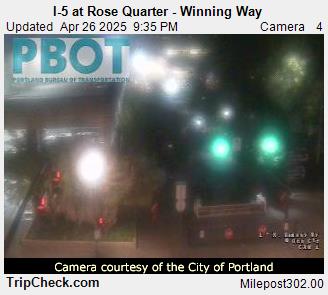 I-5 at Rose Quarter - Winning Way
Updated Apr 26 2025 9:35 PM Camera 4
PBOT
PORTLAND BUREAU OF TRANSPORTATION
Camera courtesy of the City of Portland
TripCheck.com Milepost302.00